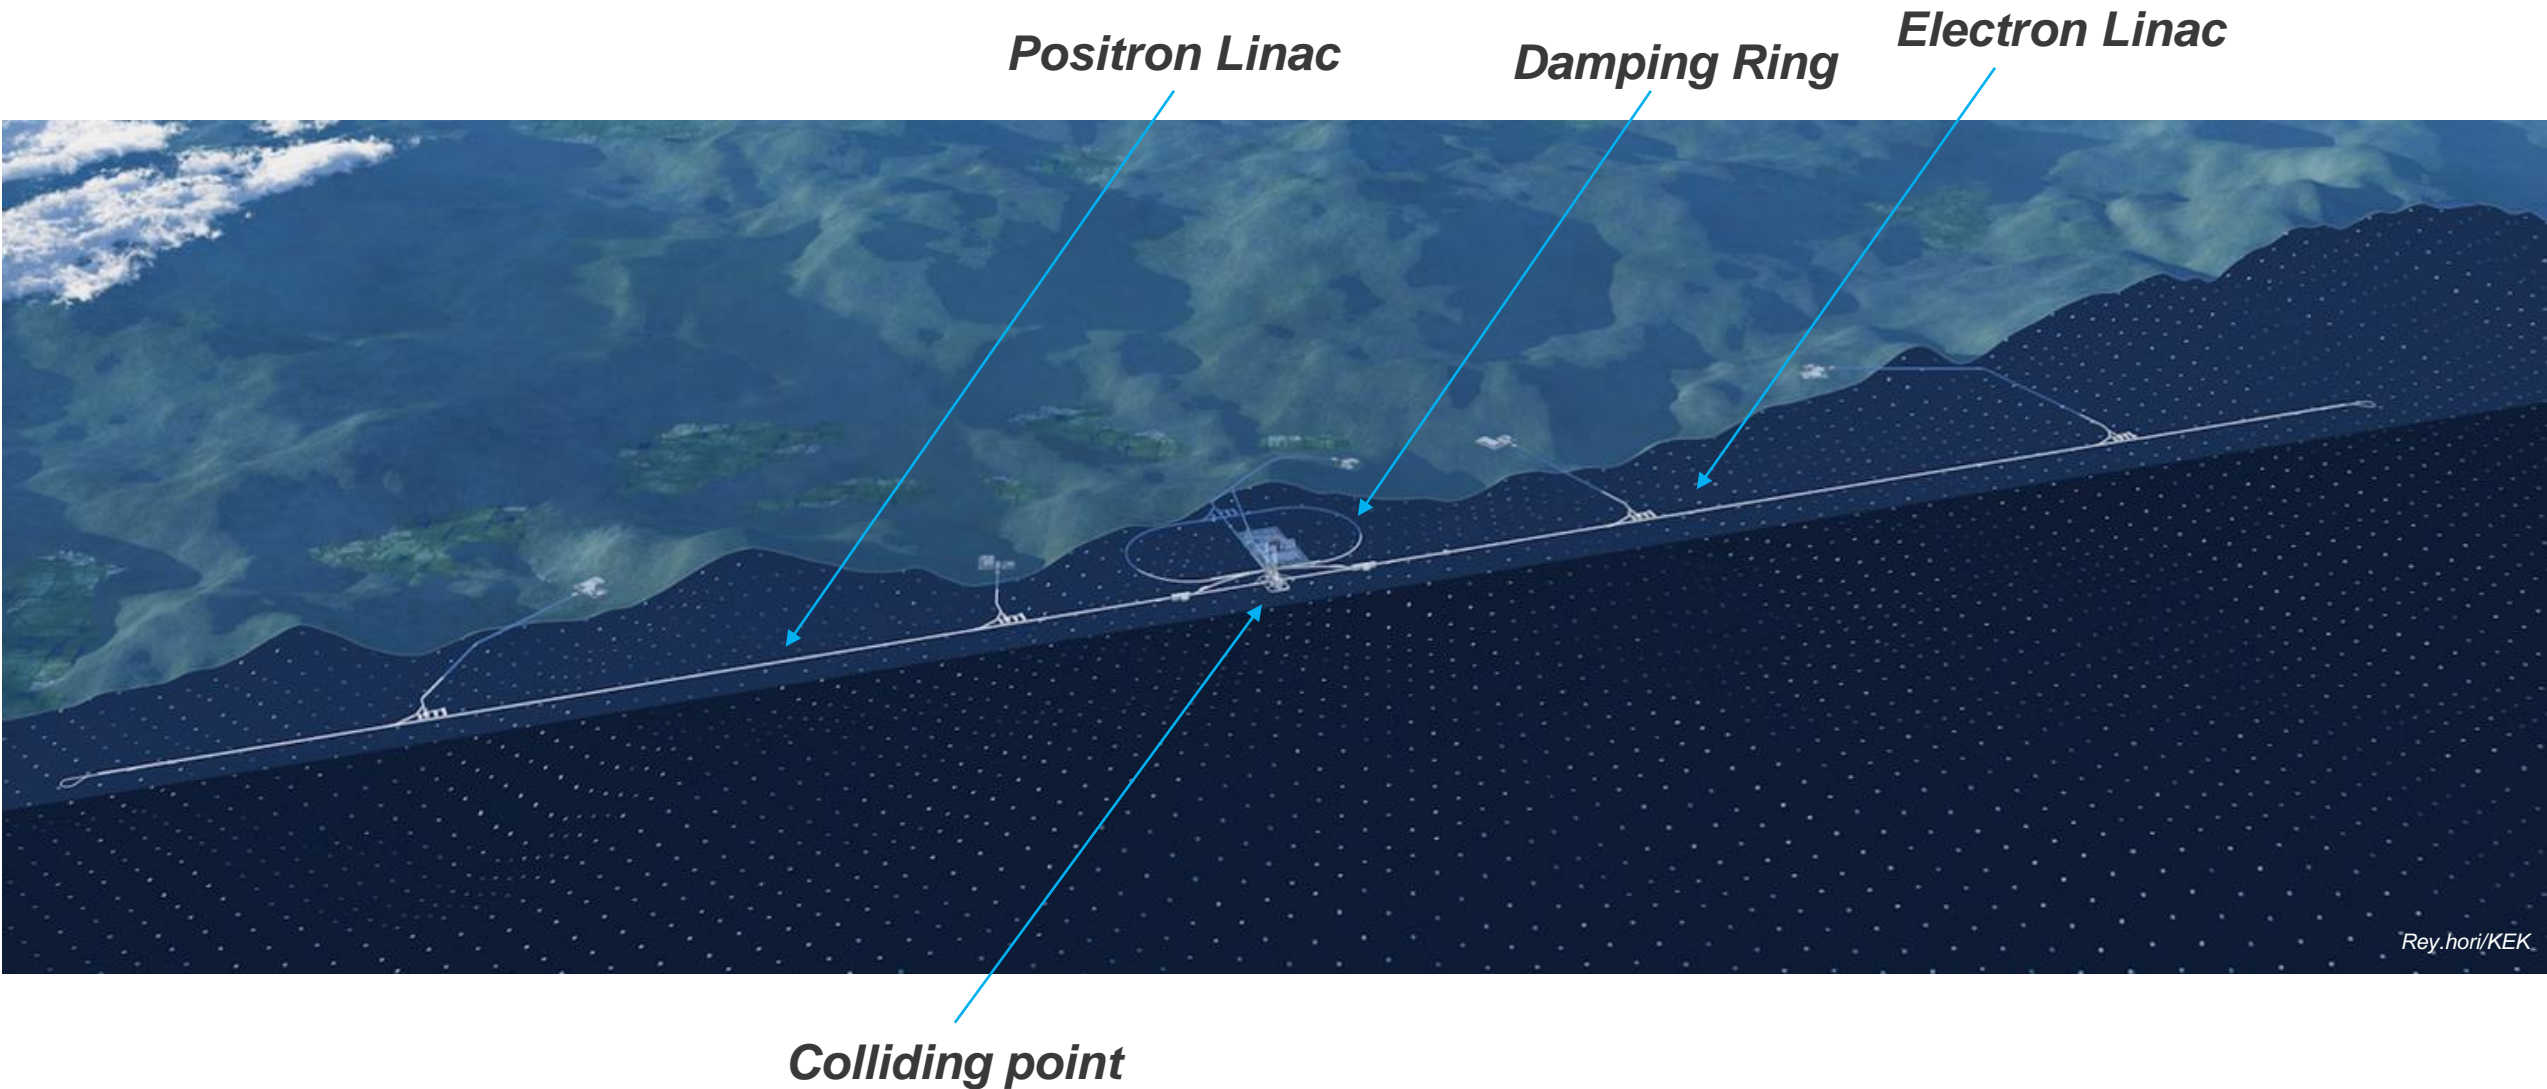 Electron Linac
Positron Linac
Damping Ring
Rey.hori/KEK
Colliding point